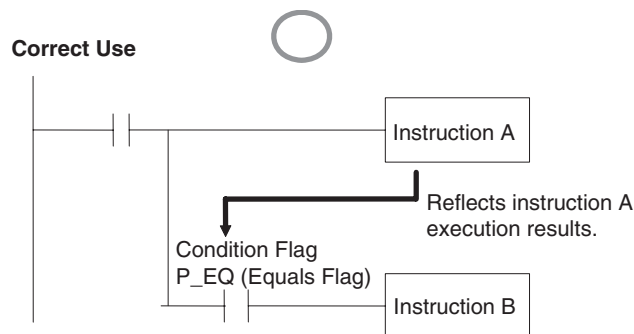 Correct Use
Instruction A
Reflects instruction A
execution results.
Condition Flag
P_EQ (Equals Flag)
Instruction B